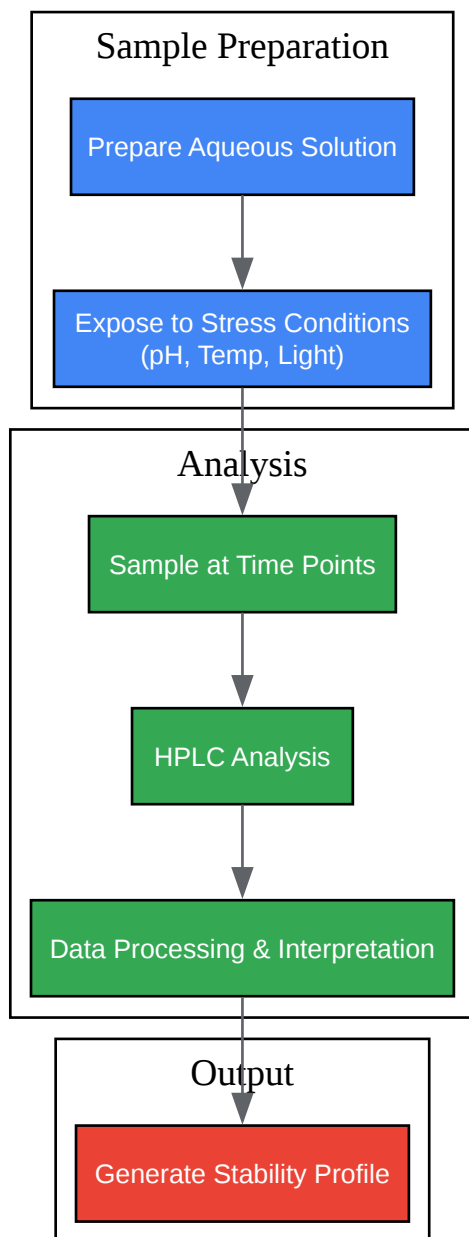 Sample Preparation
Prepare Aqueous Solution
Expose to Stress Conditions
(pH, Temp, Light)
Analysis
Sample at Time Points
HPLC Analysis
Data Processing & Interpretation
Output
Generate Stability Profile